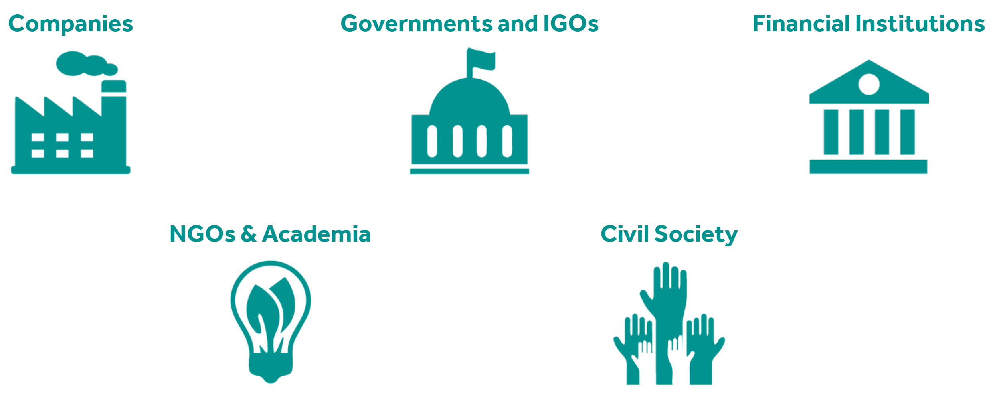 Companies
Governments and IGOs
Financial Institutions
NGOs & Academia
Civil Society